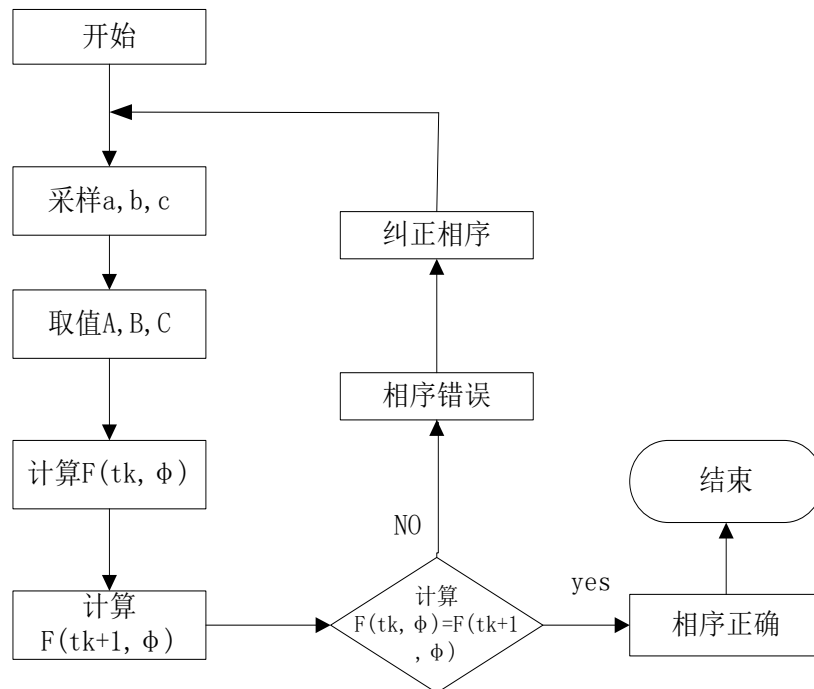 开始
采样a,b,c
取值A,B,C
计算F(tk,Φ)
计算
F(tk+1,Φ)
计算
F(tk,Φ)=F(tk+1
,Φ)
NO
相序错误
纠正相序
yes
相序正确
结束